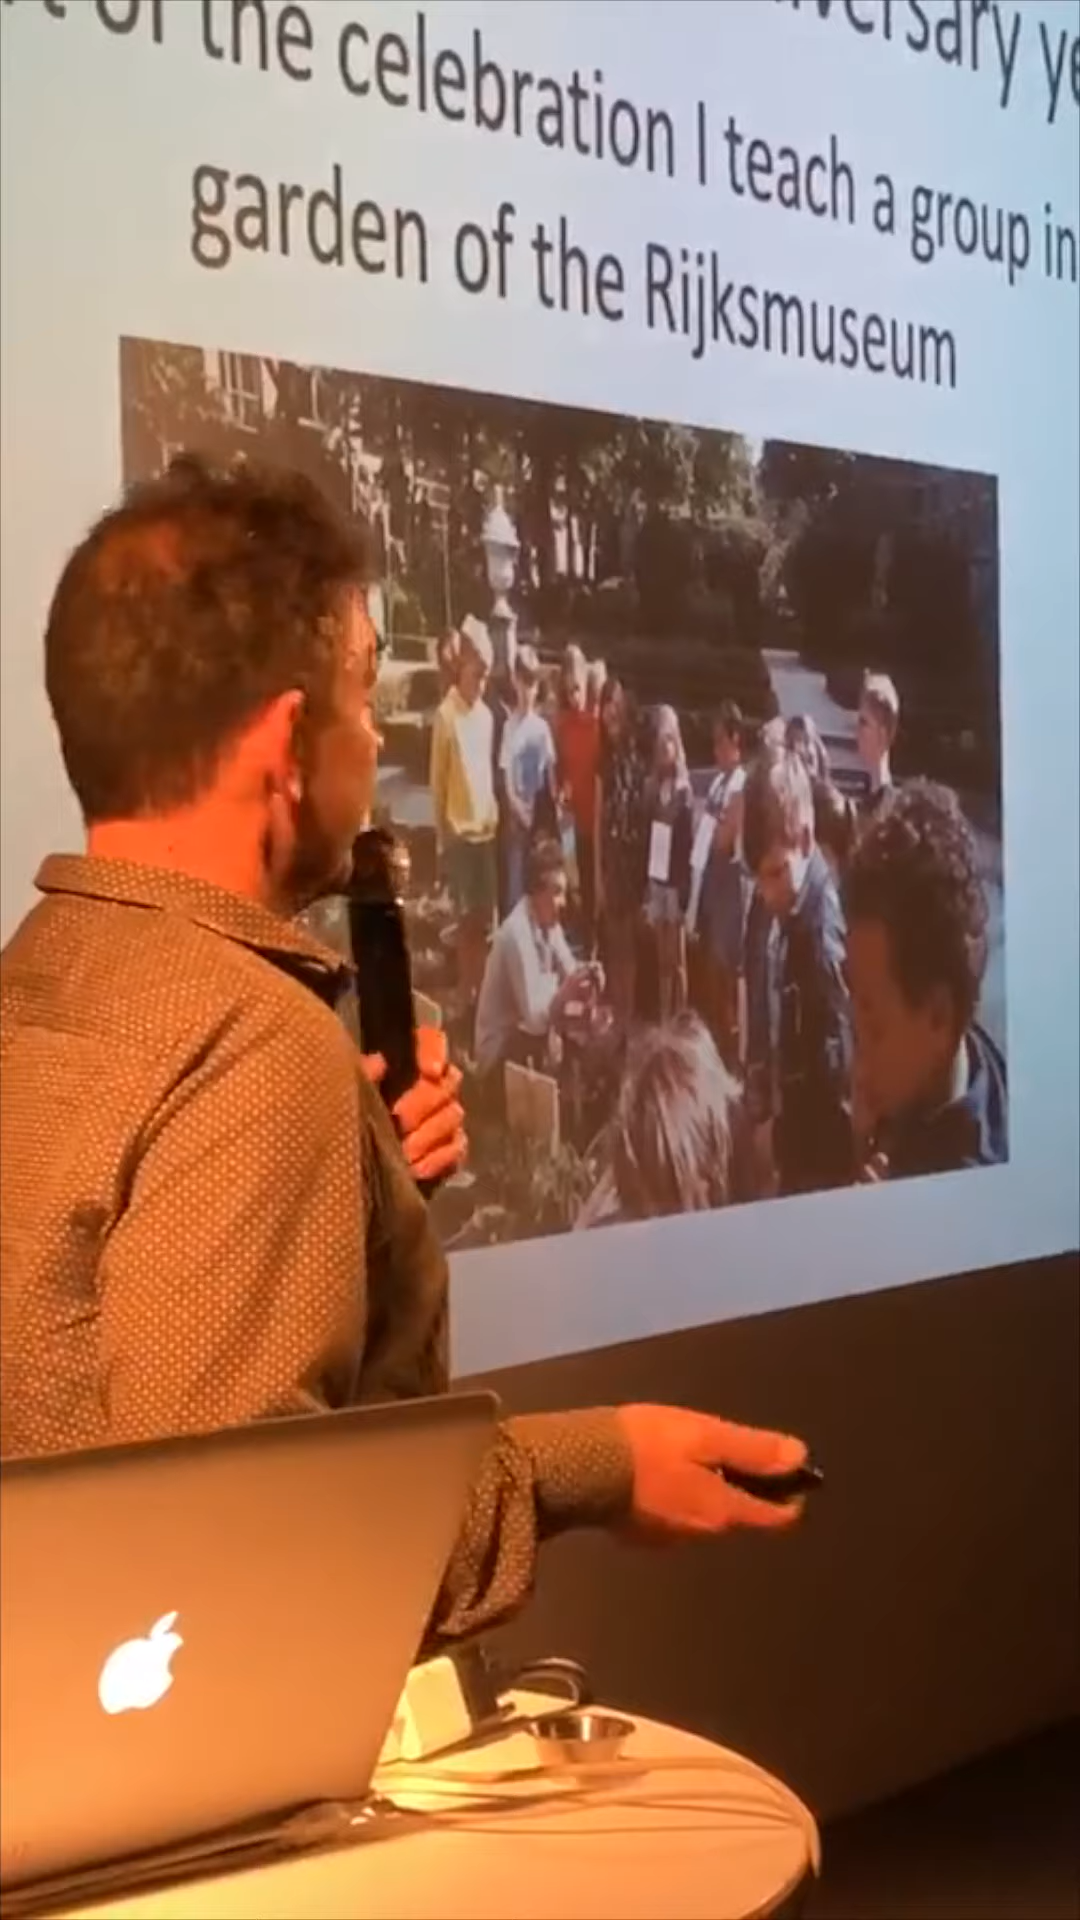 of the celebration I teach a group in
garden of the Rijksmuseum